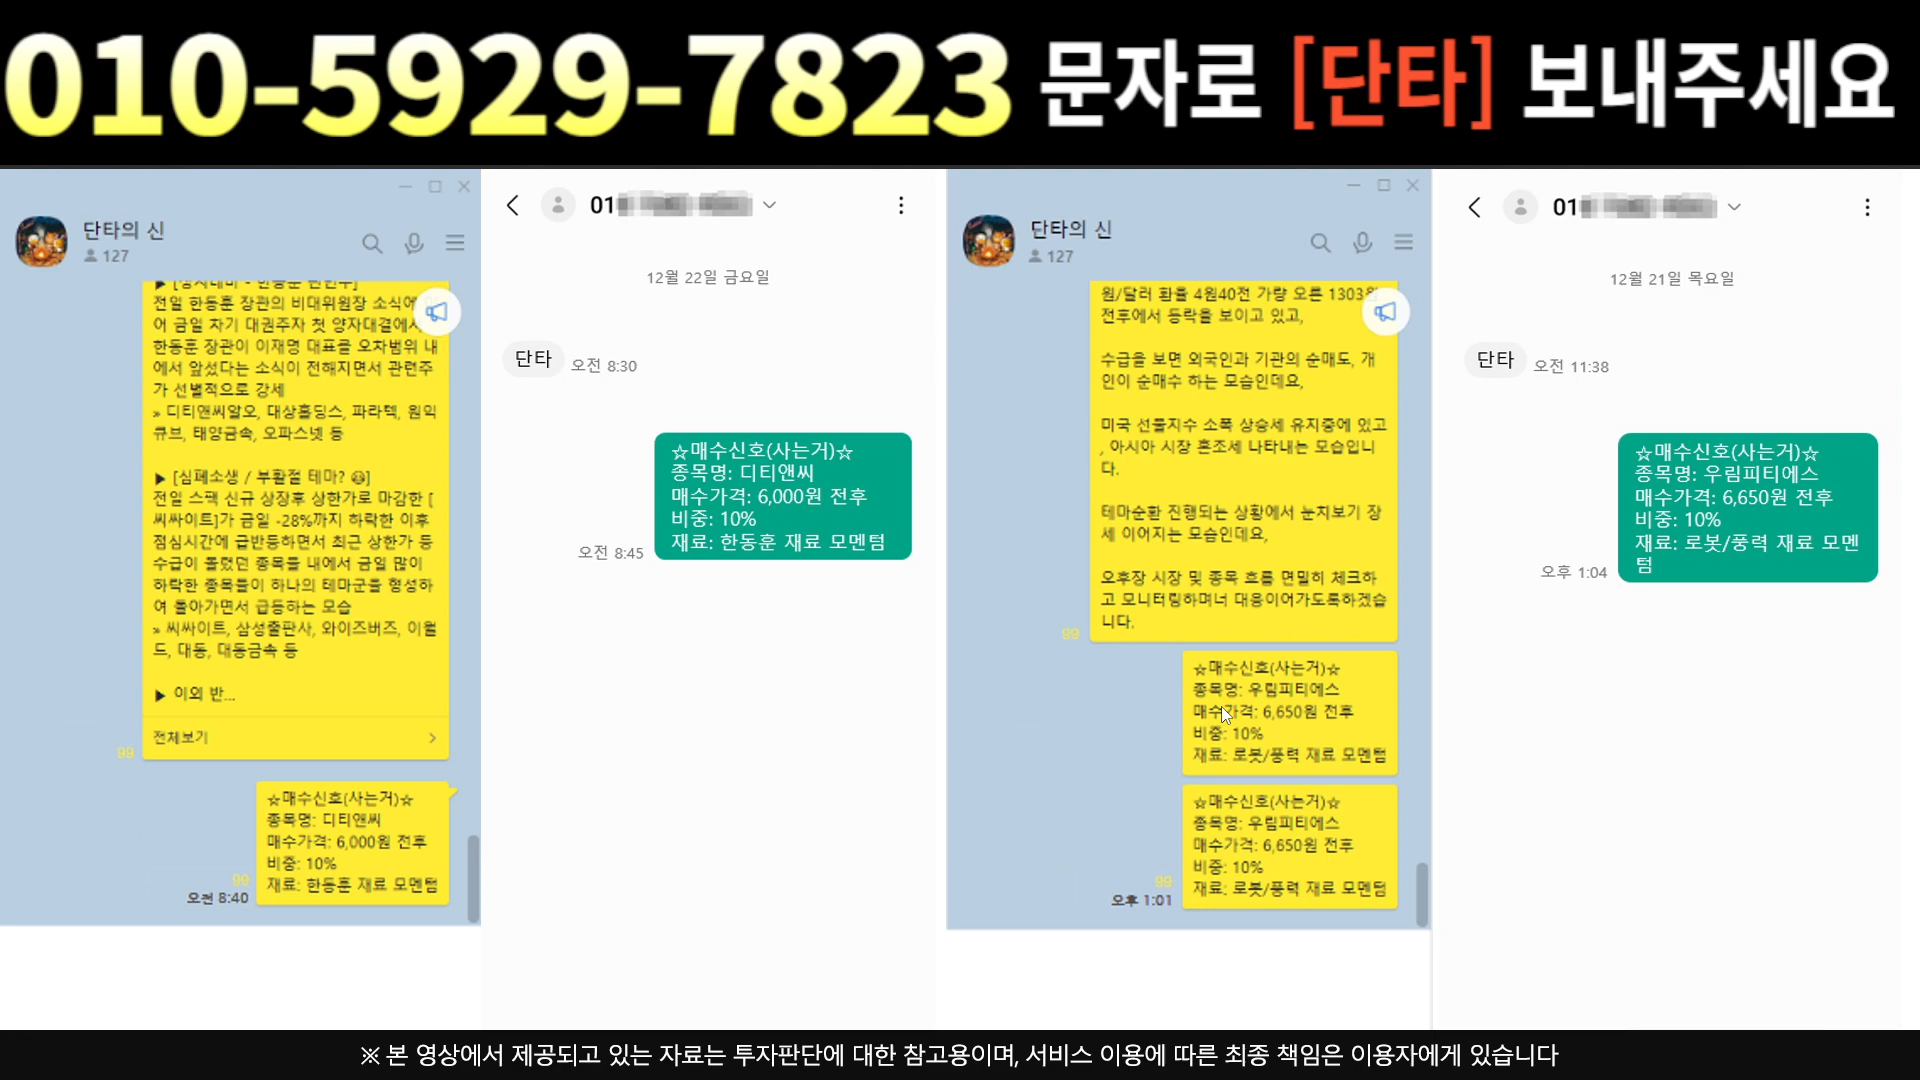 010-5929-7823 문자로 [단타] 보내주세요
단타의 신
127
전일 한동훈 장관의 비대위원장 소식에
어 금일 차기 대권주자 첫 양자대결에서
한동훈 장관이 이재명 대표를 오차범위 내
에서 앞섰다는 소식이 전해지면서 관련주
가 선별적으로 강세
» 디티앤씨알오, 대상홀딩스, 파라텍, 원익
큐브, 태양금속, 오파스넷 등
▶ [심폐소생 / 부활절 테마? 😆]
전일 스팩 신규 상장후 상한가로 마감한 [
씨싸이트]가 금일 -28%까지 하락한 이후
점심시간에 급반등하면서 최근 상한가 등
수급이 몰렸던 종목들 내에서 금일 많이
하락한 종목들이 하나의 테마군을 형성하
여 돌아가면서 급등하는 모습
» 씨싸이트, 삼성출판사, 와이즈버즈, 이월
드, 대동, 대동금속 등
▶ 이외 반...
전체보기
99
☆매수신호(사는거)☆
종목명: 디티앤씨
매수가격: 6,000원 전후
비중: 10%
재료: 한동훈 재료 모멘텀
99
오전 8:40
01
12월 22일 금요일
단타
오전 8:30
☆매수신호(사는거)☆
종목명: 디티앤씨
매수가격: 6,000원 전후
비중: 10%
재료: 한동훈 재료 모멘텀
오전 8:45
단타의 신
127
원/달러 환율 4원40전 가량 오른 1303원
전후에서 등락을 보이고 있고,
수급을 보면 외국인과 기관의 순매도, 개
인이 순매수 하는 모습인데요,
미국 선물지수 소폭 상승세 유지중에 있고
, 아시아 시장 혼조세 나타내는 모습입니
다.
테마순환 진행되는 상황에서 눈치보기 장
세 이어지는 모습인데요,
오후장 시장 및 종목 흐름 면밀히 체크하
고 모니터링하며너 대응이어가도록하겠습
니다.
99
☆매수신호(사는거)☆
종목명: 우림피티에스
매수가격: 6,650원 전후
비중: 10%
재료: 로봇/풍력 재료 모멘텀
☆매수신호(사는거)☆
종목명: 우림피티에스
매수가격: 6,650원 전후
비중: 10%
재료: 로봇/풍력 재료 모멘텀
99
오후 1:01
01
12월 21일 목요일
단타
오전 11:38
☆매수신호(사는거)☆
종목명: 우림피티에스
매수가격: 6,650원 전후
비중: 10%
재료: 로봇/풍력 재료 모멘
텀
오후 1:04
※ 본 영상에서 제공되고 있는 자료는 투자판단에 대한 참고용이며, 서비스 이용에 따른 최종 책임은 이용자에게 있습니다